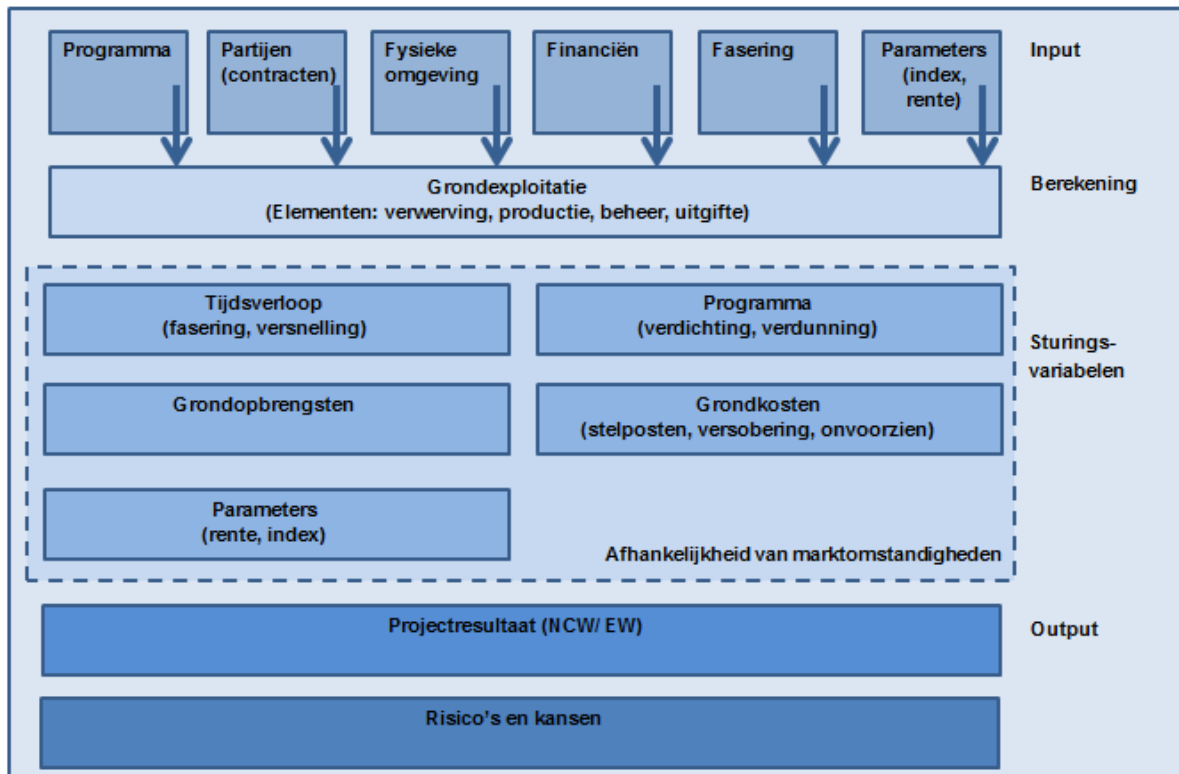 Programma
Partijen
(contracten)
Fysieke
omgeving
Financiën
Fasering
Parameters
(index,
rente)
Input
Grondexploitatie
(Elementen: verwerving, productie, beheer, uitgifte)
Berekening
Tijdsverloop
(fasering, versnelling)
Programma
(verdichting, verdunning)
Sturings-
variabelen
Grondopbrengsten
Grondkosten
(stelposten, versobering, onvoorzien)
Parameters
(rente, index)
Afhankelijkheid van marktomstandigheden
Projectresultaat (NCW/ EW)
Output
Risico's en kansen